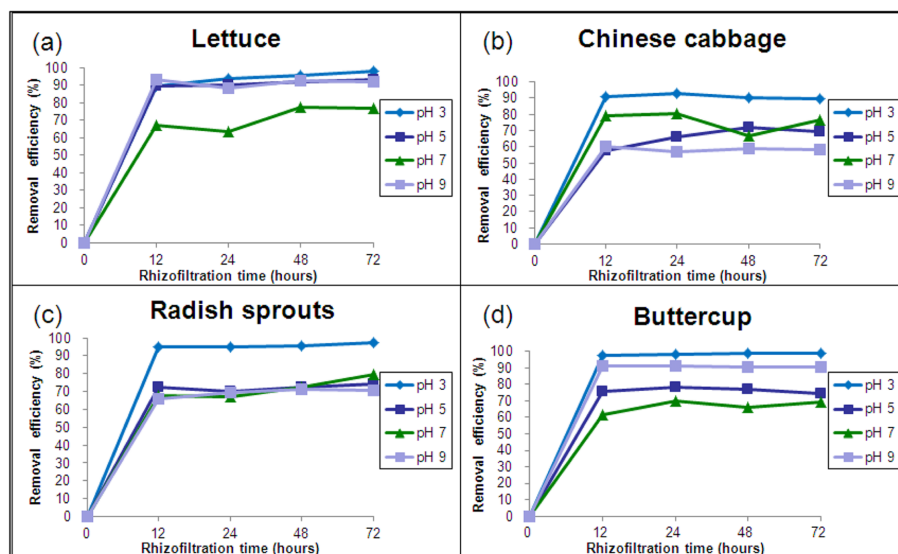 (a)
Lettuce
Removal efficiency (%)
100
90
80
70
60
50
40
30
20
10
0
0 12 24 48 72
Rhizofiltration time (hours)
pH 3
pH 5
pH 7
pH 9
(b)
Chinese cabbage
Removal efficiency (%)
100
90
80
70
60
50
40
30
20
10
0
0 12 24 48 72
Rhizofiltration time (hours)
pH 3
pH 5
pH 7
pH 9
(c)
Radish sprouts
Removal efficiency (%)
100
90
80
70
60
50
40
30
20
10
0
0 12 24 48 72
Rhizofiltration time (hours)
pH 3
pH 5
pH 7
pH 9
(d)
Buttercup
Removal efficiency (%)
100
90
80
70
60
50
40
30
20
10
0
0 12 24 48 72
Rhizofiltration time (hours)
pH 3
pH 5
pH 7
pH 9